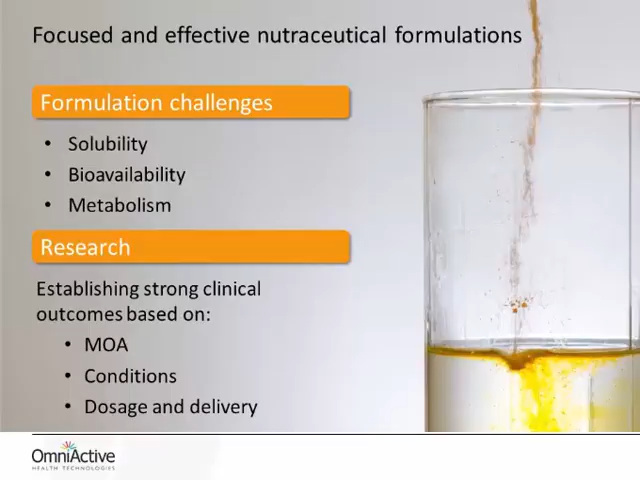 Focused and effective nutraceutical formulations
Formulation challenges
• Solubility
• Bioavailability
• Metabolism
Research
Establishing strong clinical
outcomes based on:
• MOA
• Conditions
• Dosage and delivery
OmniActive
HEALTH TECHNOLOGIES